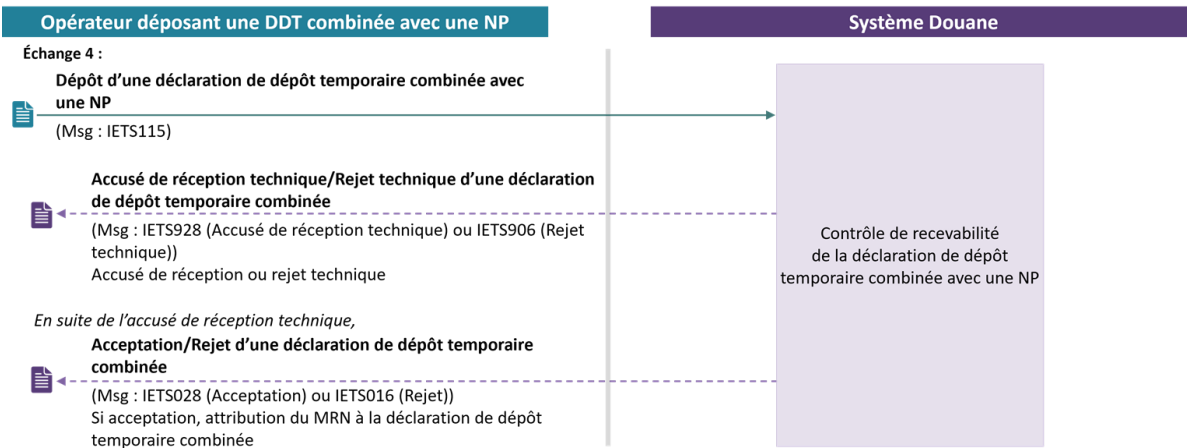 Opérateur déposant une DDT combinée avec une NP
Système Douane
Échange 4 :
Dépôt d’une déclaration de dépôt temporaire combinée avec
une NP
(Msg : IETS115)
Accusé de réception technique/Rejet technique d’une déclaration
de dépôt temporaire combinée
(Msg : IETS928 (Accusé de réception technique) ou IETS906 (Rejet
technique))
Accusé de réception ou rejet technique
Contrôle de recevabilité
de la déclaration de dépôt
temporaire combinée avec une NP
En suite de l’accusé de réception technique,
Acceptation/Rejet d’une déclaration de dépôt temporaire
combinée
(Msg : IETS028 (Acceptation) ou IETS016 (Rejet))
Si acceptation, attribution du MRN à la déclaration de dépôt
temporaire combinée